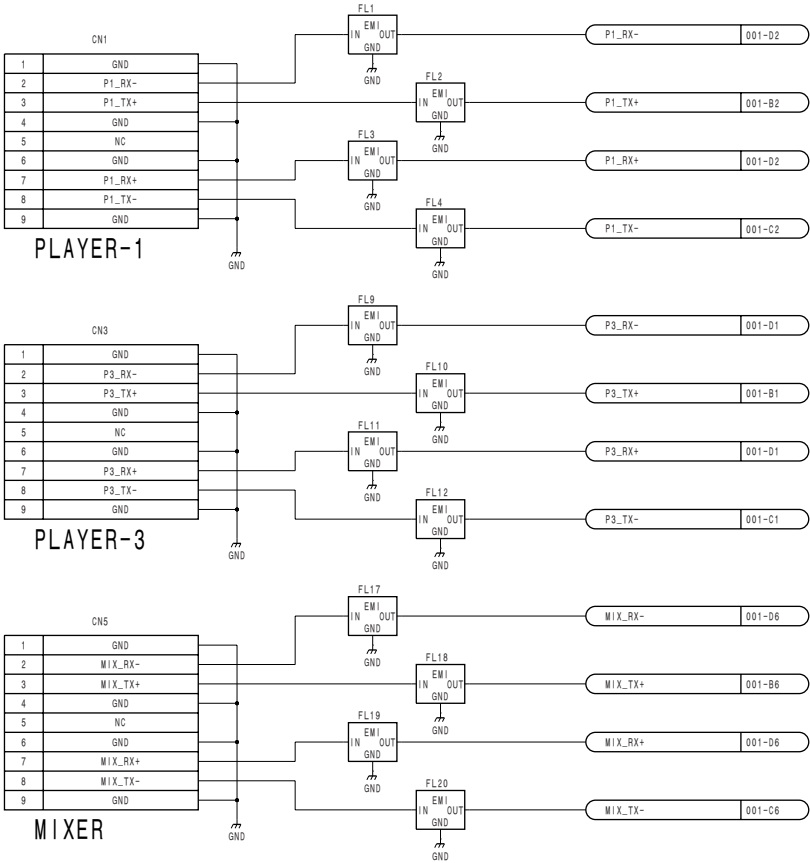 FL1
EMI
IN OUT
GND
GND
P1_RX- 001-D2
CN1
1 GND
2 P1_RX-
3 P1_TX+
4 GND
5 NC
6 GND
7 P1_RX+
8 P1_TX-
9 GND
GND
PLAYER-1
FL2
EMI
IN OUT
GND
GND
P1_TX+ 001-B2
FL3
EMI
IN OUT
GND
GND
P1_RX+ 001-D2
FL4
EMI
IN OUT
GND
GND
P1_TX- 001-C2
FL9
EMI
IN OUT
GND
GND
P3_RX- 001-D1
CN3
1 GND
2 P3_RX-
3 P3_TX+
4 GND
5 NC
6 GND
7 P3_RX+
8 P3_TX-
9 GND
GND
PLAYER-3
FL10
EMI
IN OUT
GND
GND
P3_TX+ 001-B1
FL11
EMI
IN OUT
GND
GND
P3_RX+ 001-D1
FL12
EMI
IN OUT
GND
GND
P3_TX- 001-C1
FL17
EMI
IN OUT
GND
GND
MIX_RX- 001-D6
CN5
1 GND
2 MIX_RX-
3 MIX_TX+
4 GND
5 NC
6 GND
7 MIX_RX+
8 MIX_TX-
9 GND
GND
MIXER
FL18
EMI
IN OUT
GND
GND
MIX_TX+ 001-B6
FL19
EMI
IN OUT
GND
GND
MIX_RX+ 001-D6
FL20
EMI
IN OUT
GND
GND
MIX_TX- 001-C6